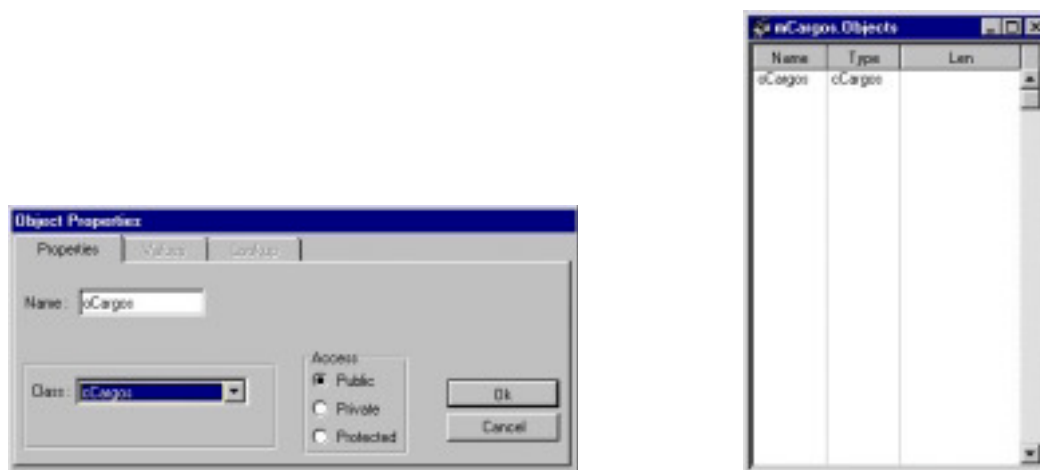 Object Properties
Properties Values Lookup
Name: oCargos
Class: cCargos
Access
Public
Private
Protected
Ok
Cancel
mCargos.Objects
Name Type Len
oCargos cCargos